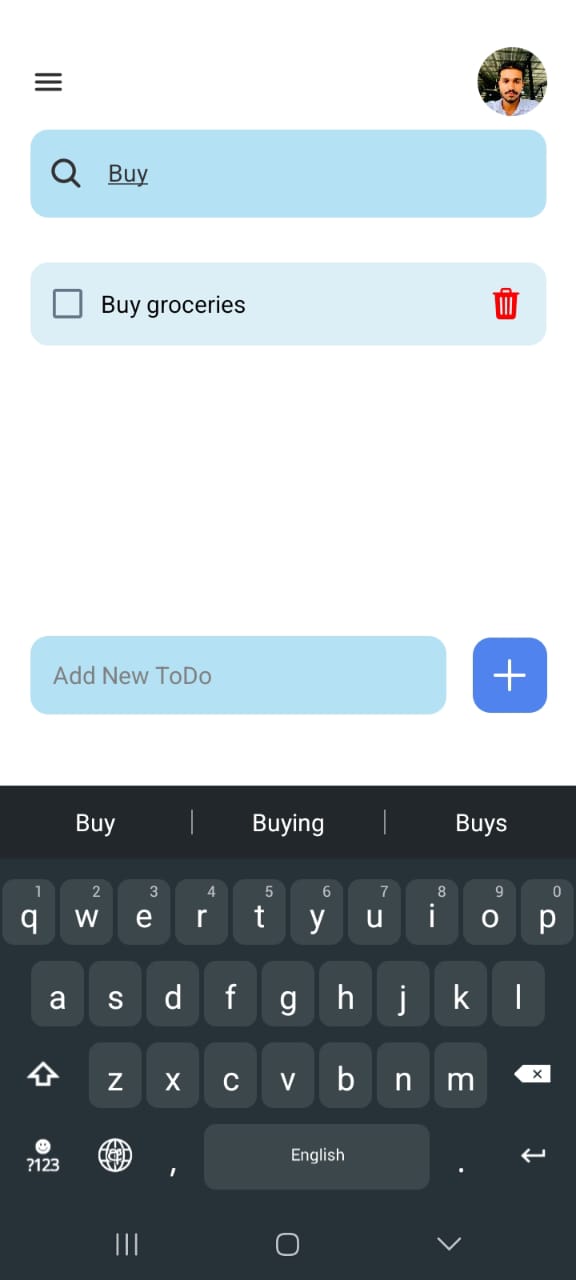 Buy
Buy groceries
Add New ToDo
Buy Buying Buys
1 2 3 4 5 6 7 8 9 0
q w e r t y u i o p
a s d f g h j k l
z x c v b n m
?123 , English .